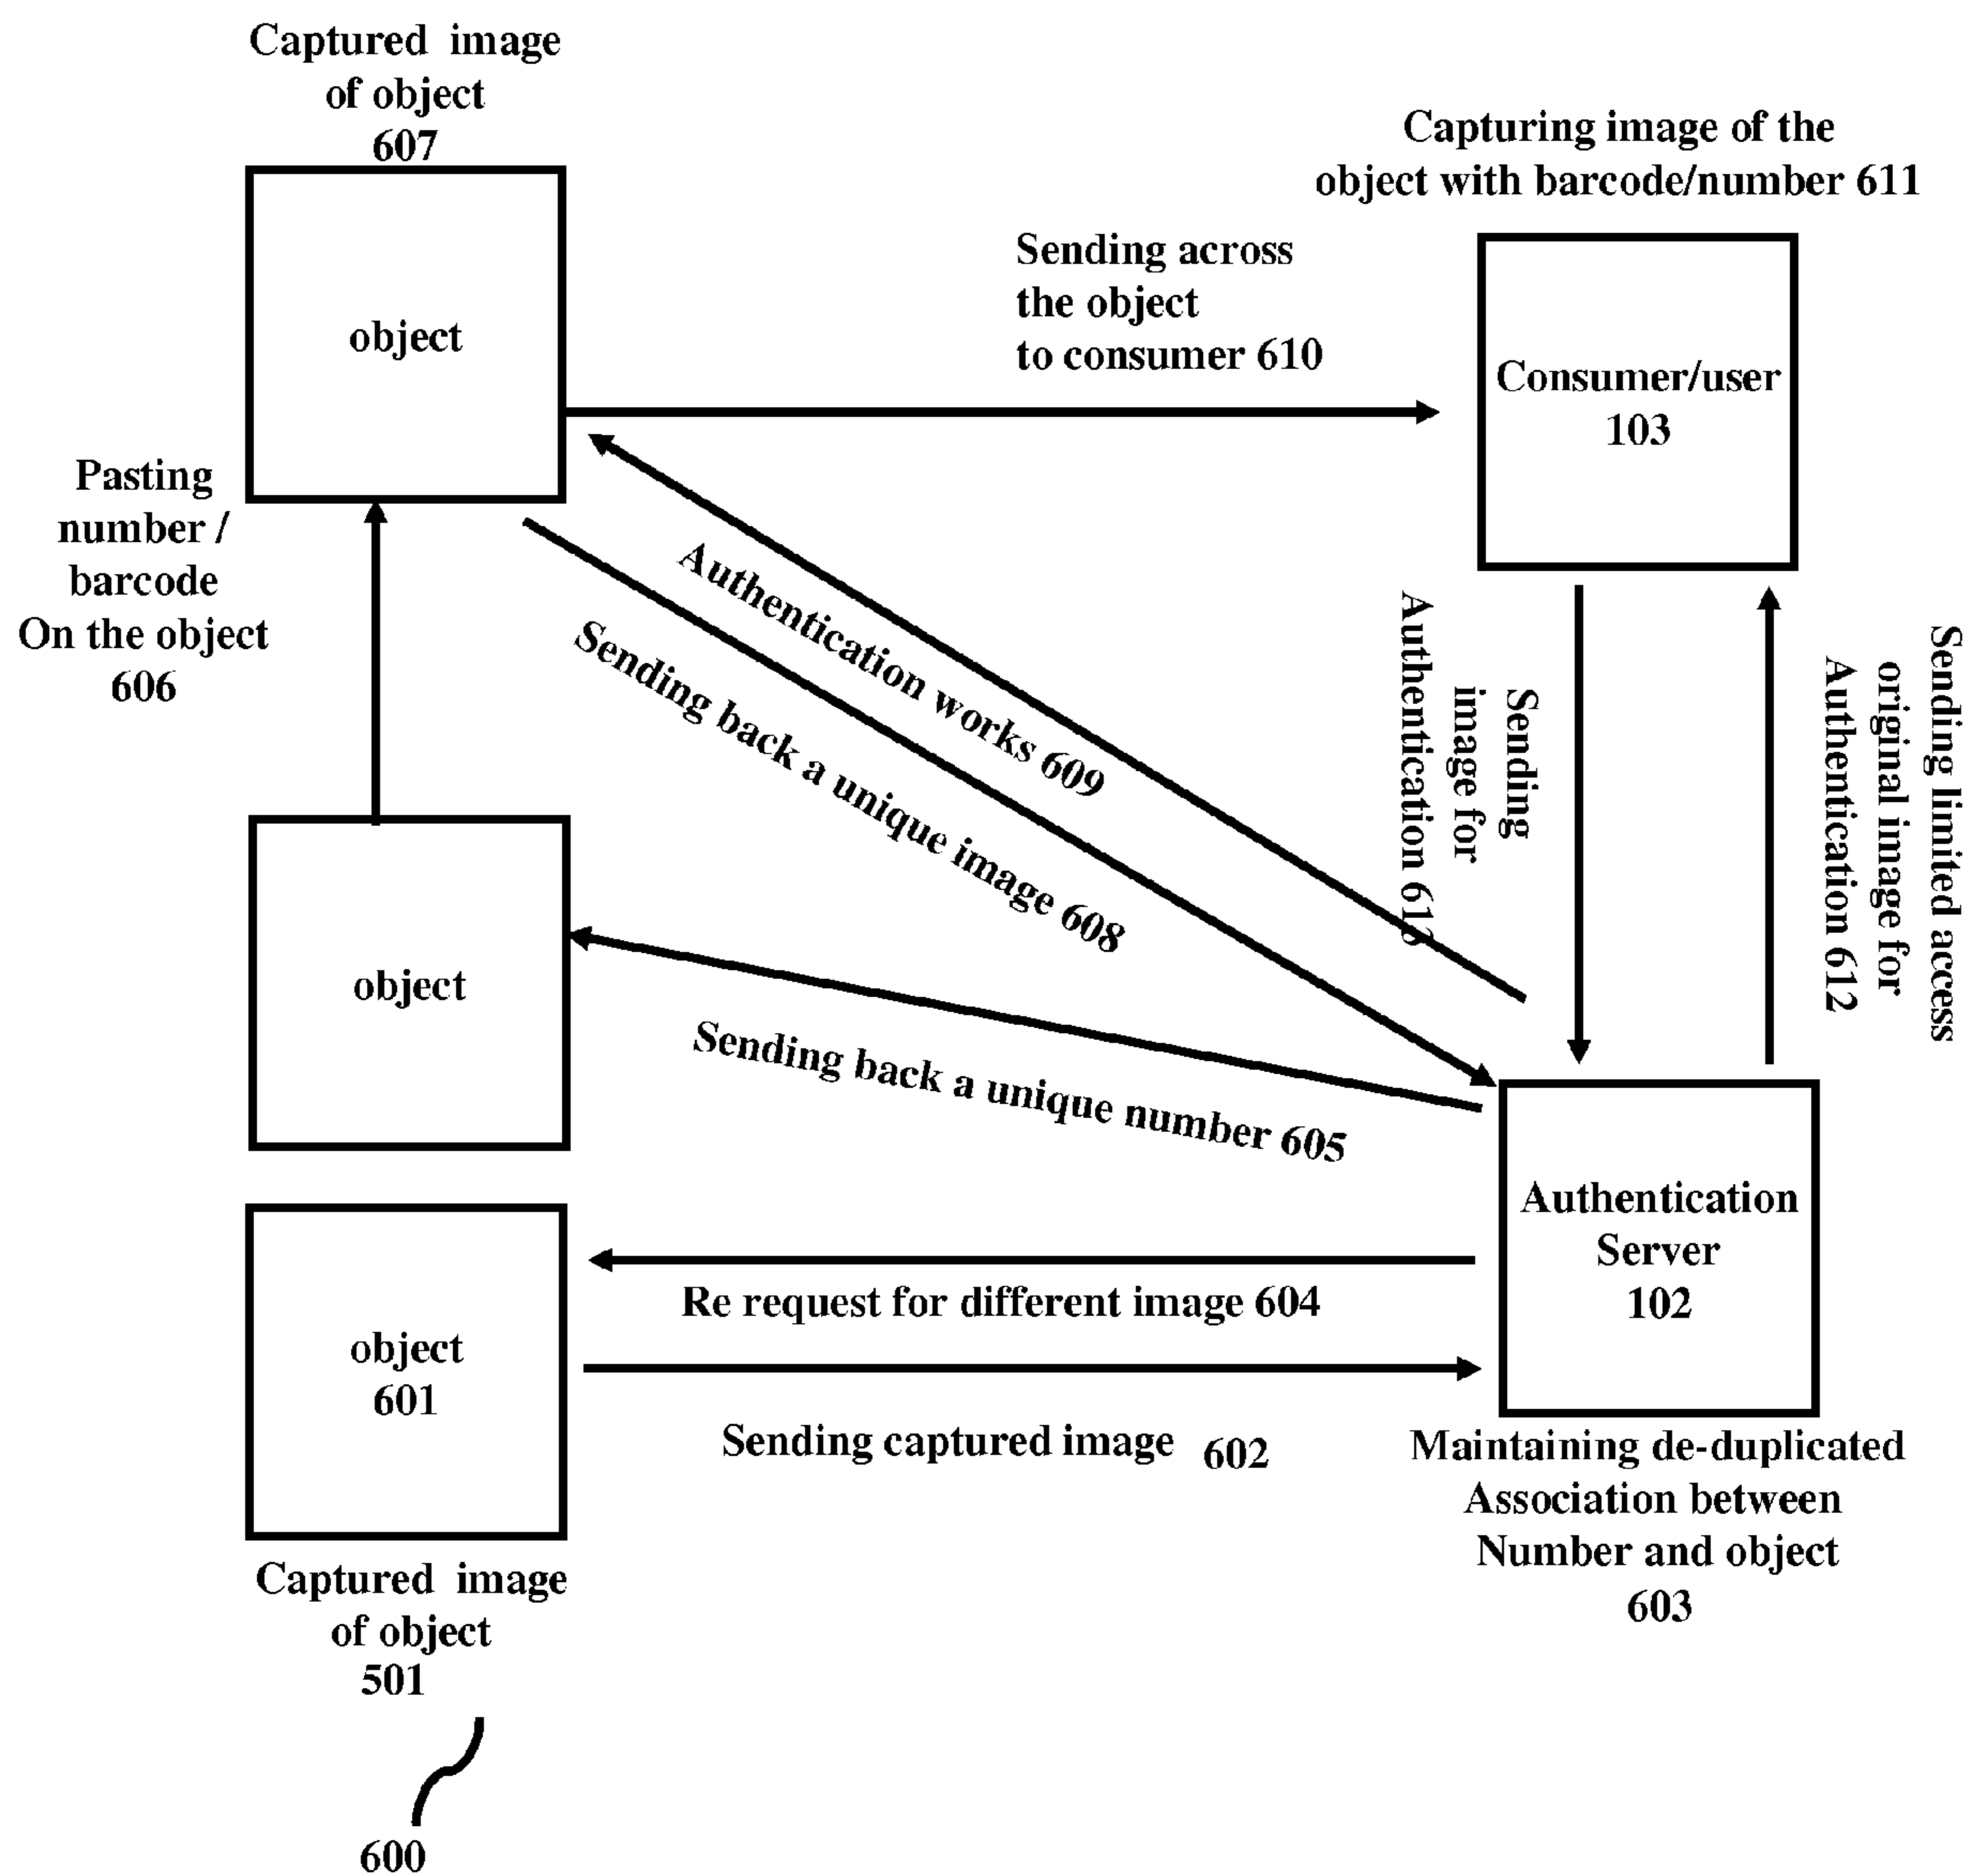 Captured image
of object
607
object
Capturing image of the
object with barcode/number 611
Sending across
the object
to consumer 610
Consumer/user
103
Pasting
number /
barcode
On the object
606
Authentication works 609
Sending back a unique image 608
Sending
image for
Authentication 613
Sending limited access
original image for
Authentication 612
object
Sending back a unique number 605
Authentication
Server
102
Re request for different image 604
object
601
Sending captured image 602
Maintaining de-duplicated
Association between
Number and object
603
Captured image
of object
501
600